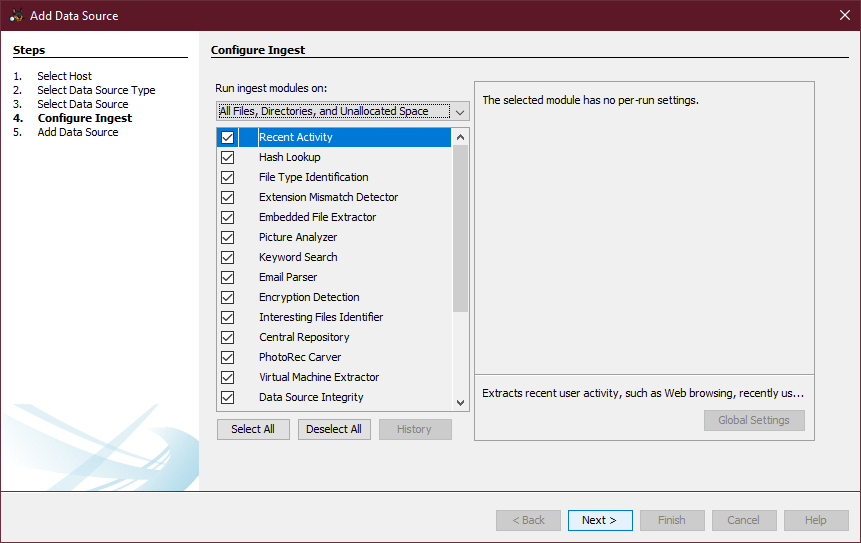 Add Data Source
Steps
1. Select Host
2. Select Data Source Type
3. Select Data Source
4. Configure Ingest
5. Add Data Source
Configure Ingest
Run ingest modules on:
All Files, Directories, and Unallocated Space
Recent Activity
Hash Lookup
File Type Identification
Extension Mismatch Detector
Embedded File Extractor
Picture Analyzer
Keyword Search
Email Parser
Encryption Detection
Interesting Files Identifier
Central Repository
PhotoRec Carver
Virtual Machine Extractor
Data Source Integrity
Select All
Deselect All
History
The selected module has no per-run settings.
Extracts recent user activity, such as Web browsing, recently us...
Global Settings
< Back
Next >
Finish
Cancel
Help